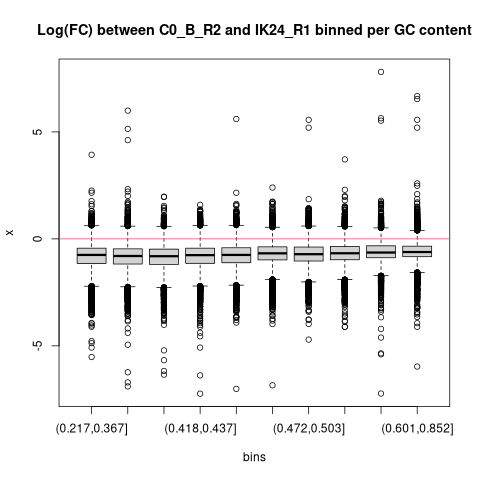 Log(FC) between C0_B_R2 and IK24_R1 binned per GC content
5
x
0
-5
(0.217,0.367] (0.418,0.437] (0.472,0.503] (0.601,0.852]
bins